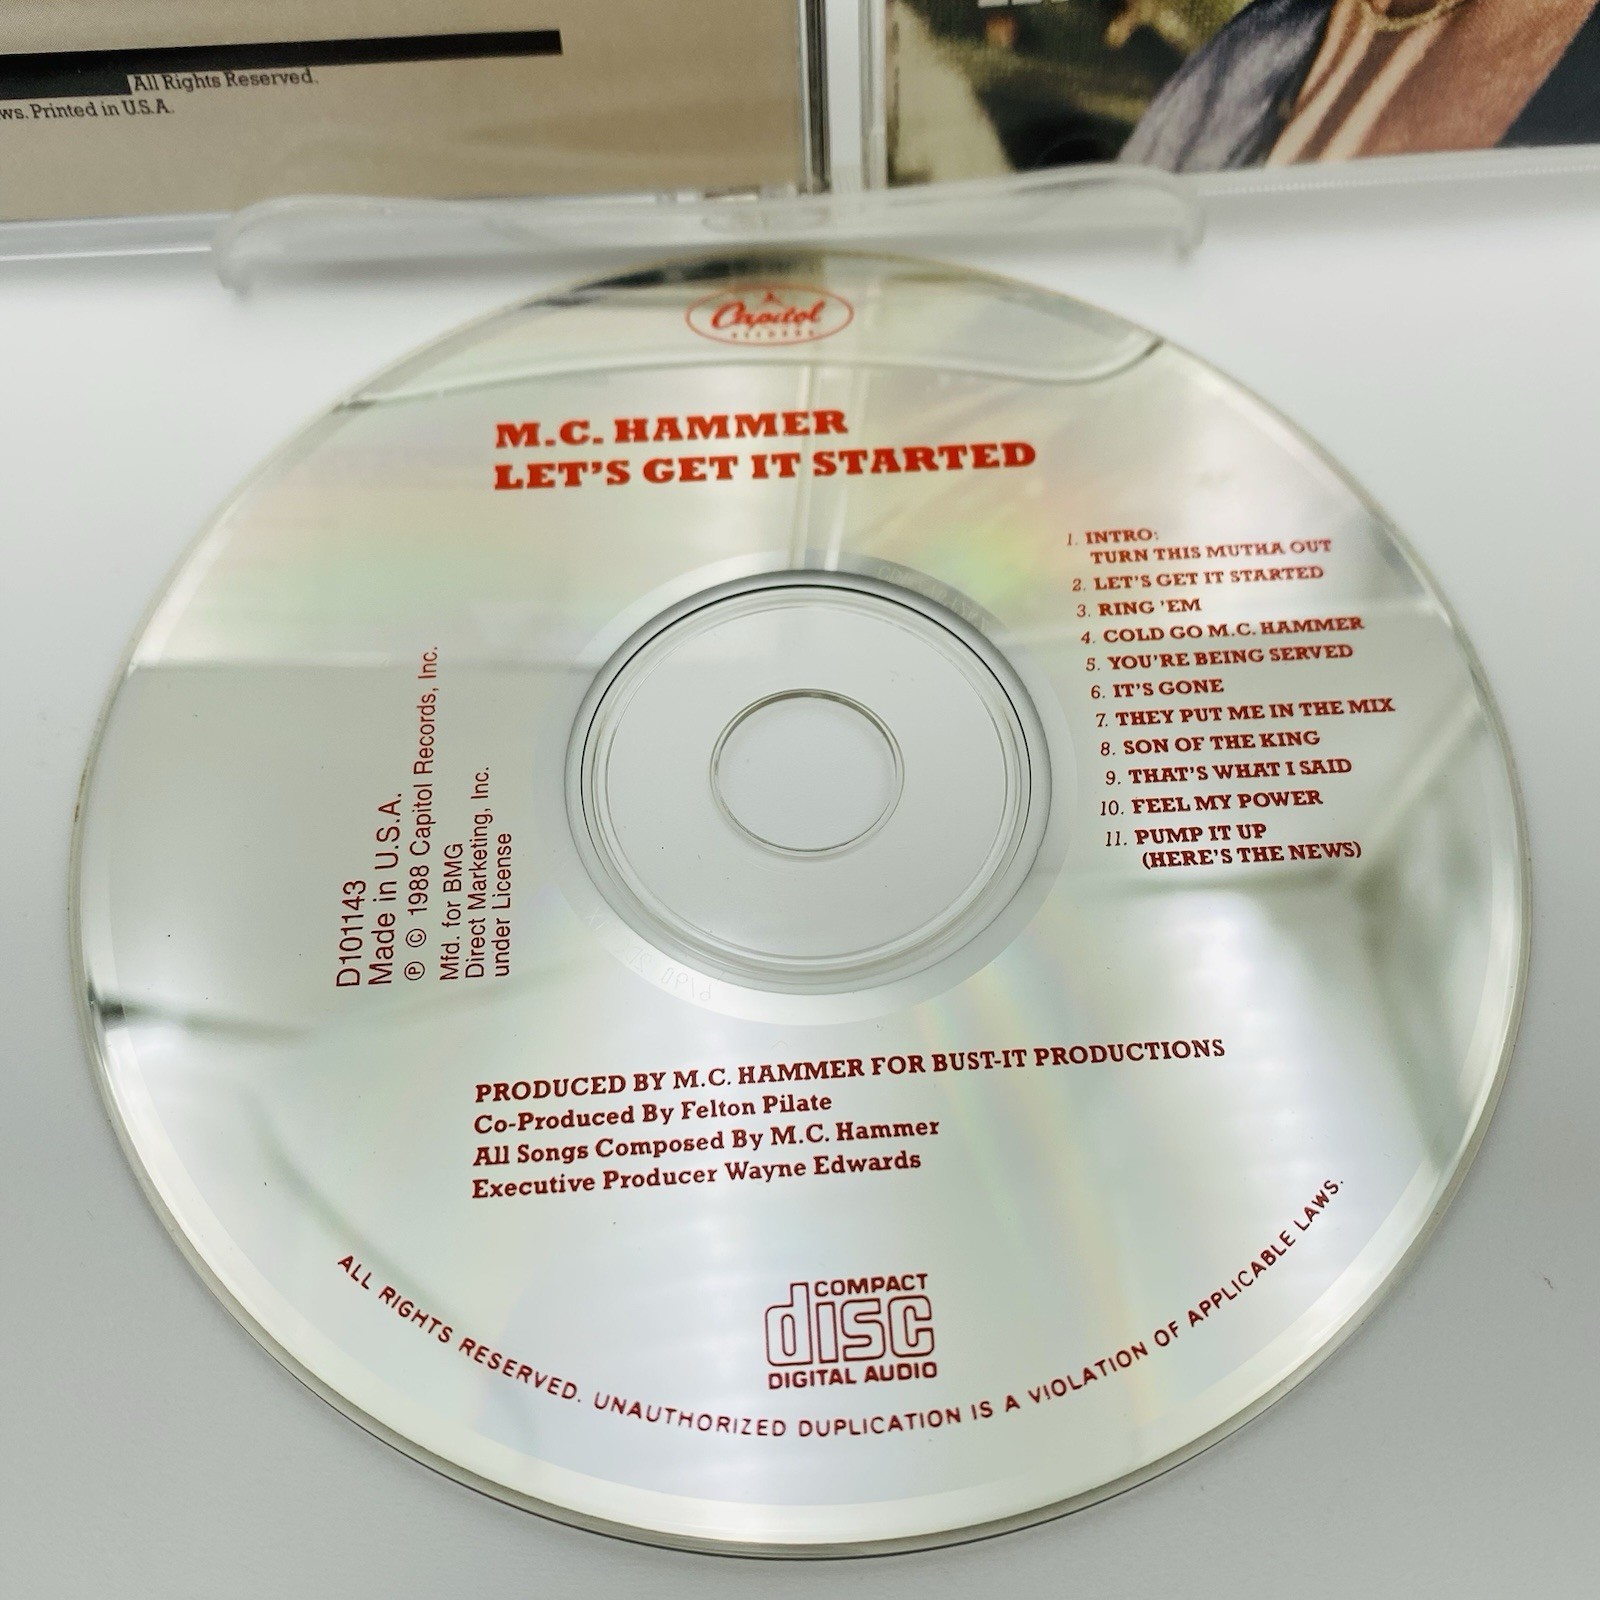 All Rights Reserved.
ws. Printed in U.S.A.
Capitol
RECORDS
M.C. HAMMER
LET'S GET IT STARTED
1. INTRO:
TURN THIS MUTHA OUT
2. LET'S GET IT STARTED
3. RING 'EM
4. COLD GO M.C. HAMMER
5. YOU'RE BEING SERVED
6. IT'S GONE
7. THEY PUT ME IN THE MIX
8. SON OF THE KING
9. THAT'S WHAT I SAID
10. FEEL MY POWER
11. PUMP IT UP
(HERE'S THE NEWS)
D101143
Made in U.S.A.
℗ © 1988 Capitol Records, Inc.
Mfd. for BMG
Direct Marketing, Inc.
under License
PRODUCED BY M.C. HAMMER FOR BUST-IT PRODUCTIONS
Co-Produced By Felton Pilate
All Songs Composed By M.C. Hammer
Executive Producer Wayne Edwards
COMPACT
disc
DIGITAL AUDIO
ALL RIGHTS RESERVED. UNAUTHORIZED DUPLICATION IS A VIOLATION OF APPLICABLE LAWS.